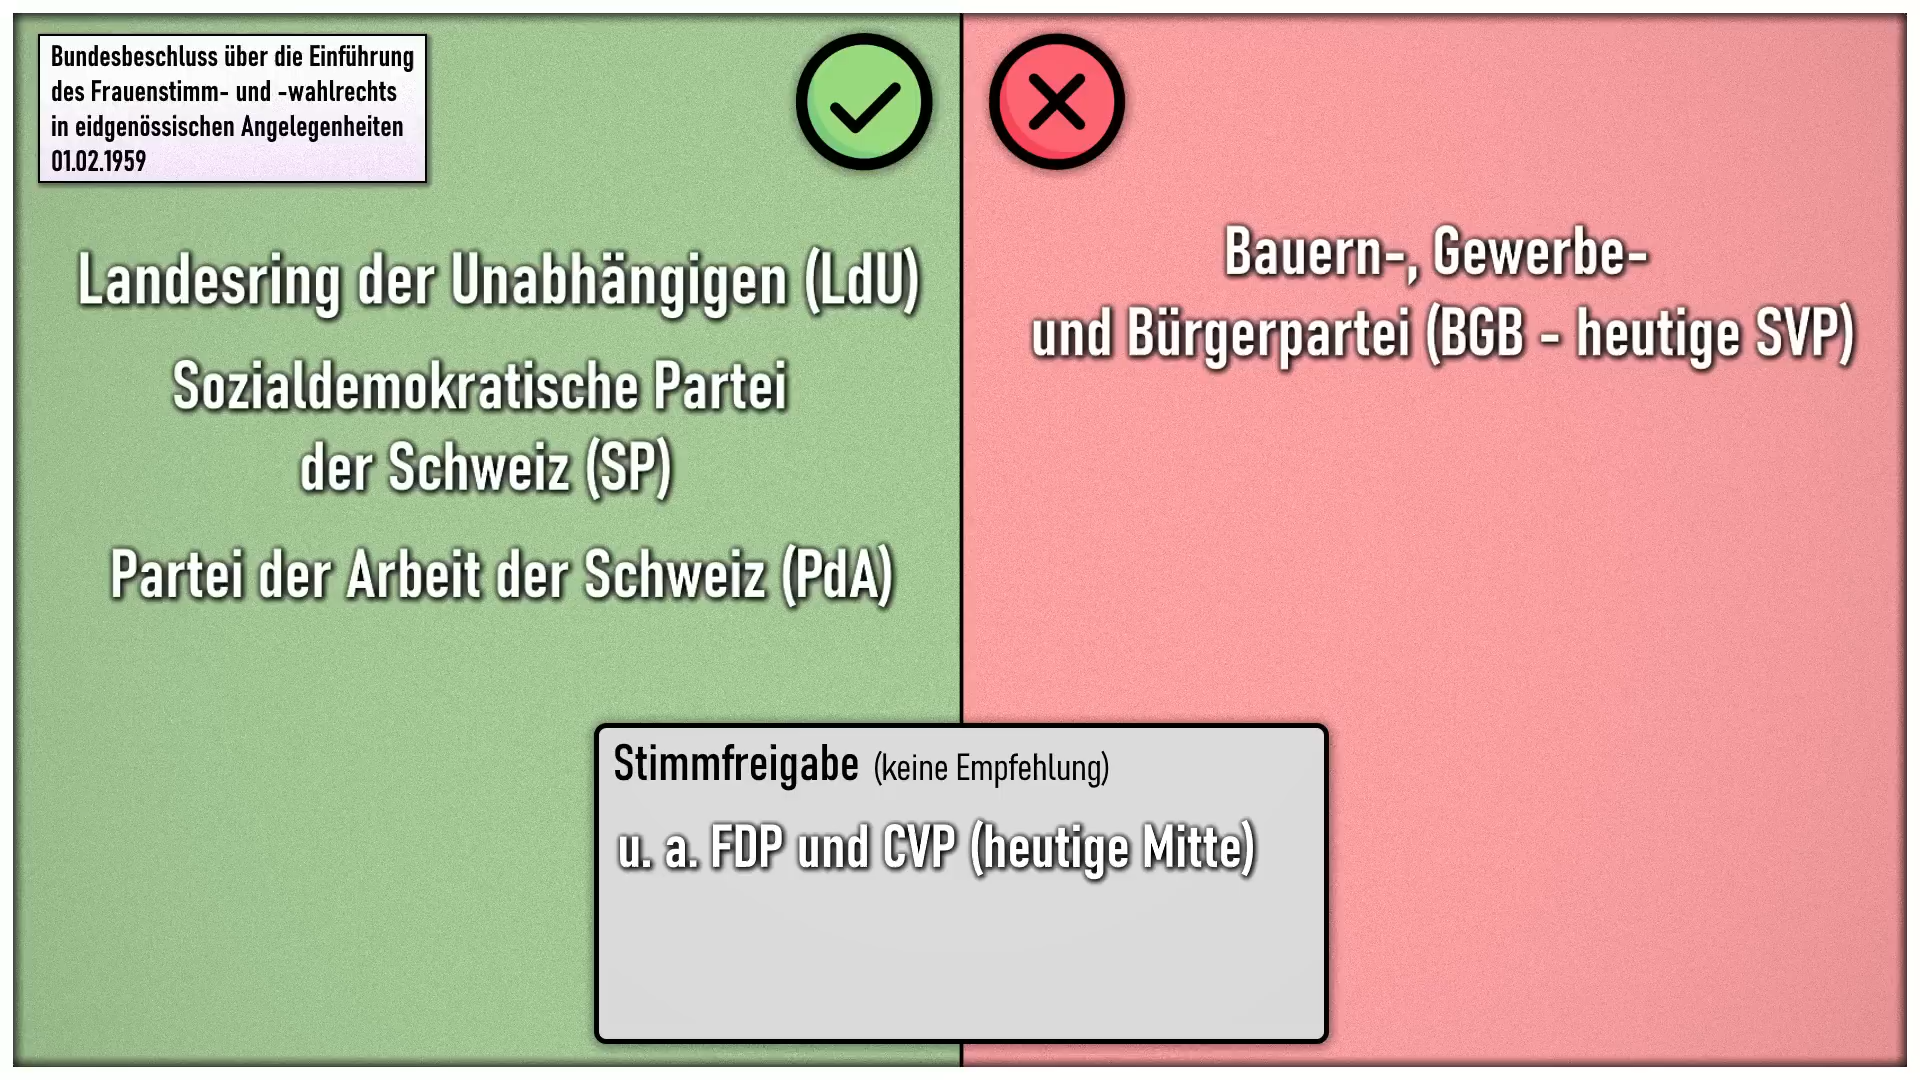 Bundesbeschluss über die Einführung
des Frauenstimm- und -wahlrechts
in eidgenössischen Angelegenheiten
01.02.1959
Landesring der Unabhängigen (LdU)
Sozialdemokratische Partei
der Schweiz (SP)
Partei der Arbeit der Schweiz (PdA)
Bauern-, Gewerbe-
und Bürgerpartei (BGB - heutige SVP)
Stimmfreigabe (keine Empfehlung)
u. a. FDP und CVP (heutige Mitte)